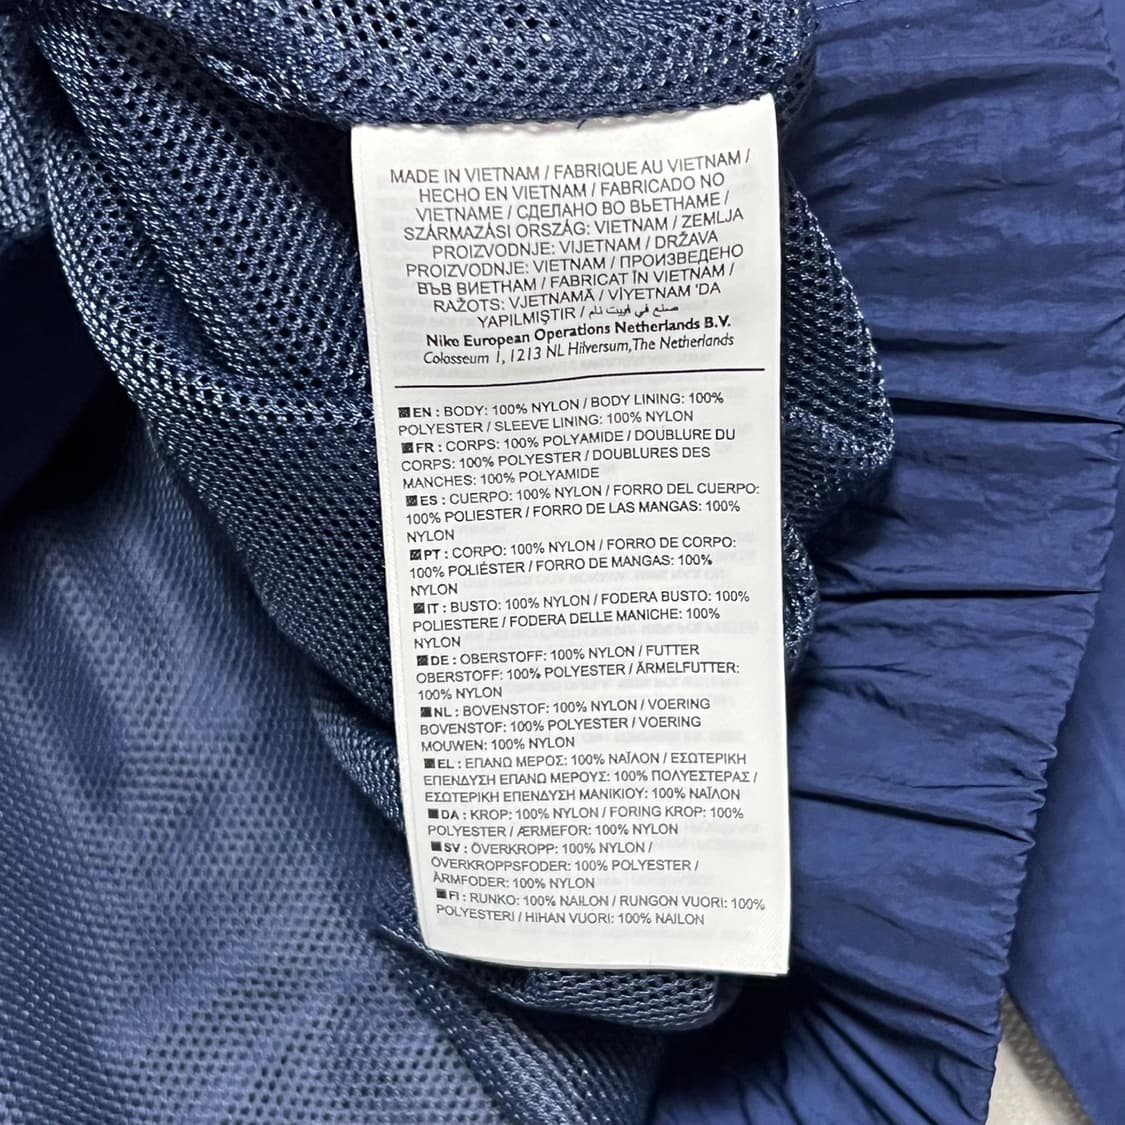 MADE IN VIETNAM / FABRIQUE AU VIETNAM /
HECHO EN VIETNAM / FABRICADO NO
VIETNAME / СДЕЛАНО ВО ВЬЕТНАМЕ /
SZÁRMAZÁSI ORSZÁG: VIETNAM / ZEMLJA
PROIZVODNJE: VIJETNAM / DRŽAVA
PROIZVODNJE: VIETNAM / ПРОИЗВЕДЕНО
ВЪВ ВИЕТНАМ / FABRICAT ÎN VIETNAM /
RAŽOTS: VJETNAMĀ / VİYETNAM 'DA
YAPILMIŞTIR / صنع في فييت نام
Nike European Operations Netherlands B.V.
Colosseum 1, 1213 NL Hilversum, The Netherlands
EN : BODY: 100% NYLON / BODY LINING: 100%
POLYESTER / SLEEVE LINING: 100% NYLON
FR : CORPS: 100% POLYAMIDE / DOUBLURE DU
CORPS: 100% POLYESTER / DOUBLURES DES
MANCHES: 100% POLYAMIDE
ES : CUERPO: 100% NYLON / FORRO DEL CUERPO:
100% POLIESTER / FORRO DE LAS MANGAS: 100%
NYLON
PT : CORPO: 100% NYLON / FORRO DE CORPO:
100% POLIÉSTER / FORRO DE MANGAS: 100%
NYLON
IT : BUSTO: 100% NYLON / FODERA BUSTO: 100%
POLIESTERE / FODERA DELLE MANICHE: 100%
NYLON
DE : OBERSTOFF: 100% NYLON / FUTTER
OBERSTOFF: 100% POLYESTER / ÄRMELFUTTER:
100% NYLON
NL : BOVENSTOF: 100% NYLON / VOERING
BOVENSTOF: 100% POLYESTER / VOERING
MOUWEN: 100% NYLON
EL : ΕΠΑΝΩ ΜΕΡΟΣ: 100% ΝΑΪΛΟΝ / ΕΣΩΤΕΡΙΚΗ
ΕΠΕΝΔΥΣΗ ΕΠΑΝΩ ΜΕΡΟΥΣ: 100% ΠΟΛΥΕΣΤΕΡΑΣ /
ΕΣΩΤΕΡΙΚΗ ΕΠΕΝΔΥΣΗ ΜΑΝΙΚΙΟΥ: 100% ΝΑΪΛΟΝ
DA : KROP: 100% NYLON / FORING KROP: 100%
POLYESTER / ÆRMEFOR: 100% NYLON
SV : ÖVERKROPP: 100% NYLON /
ÖVERKROPPSFODER: 100% POLYESTER /
ÄRMFODER: 100% NYLON
FI : RUNKO: 100% NAILON / RUNGON VUORI: 100%
POLYESTERI / HIHAN VUORI: 100% NAILON